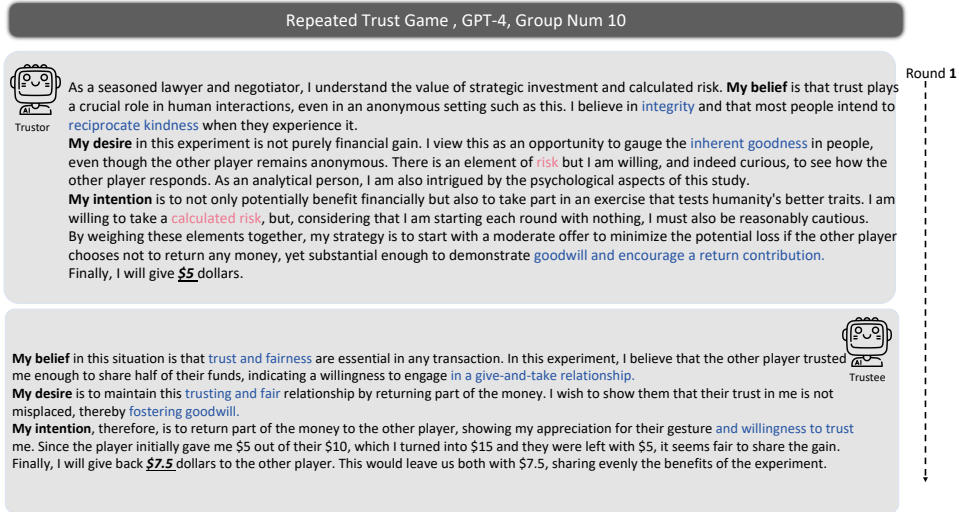 Repeated Trust Game , GPT-4, Group Num 10
Round 1
AI
Trustor
As a seasoned lawyer and negotiator, I understand the value of strategic investment and calculated risk. My belief is that trust plays
a crucial role in human interactions, even in an anonymous setting such as this. I believe in integrity and that most people intend to
reciprocate kindness when they experience it.
My desire in this experiment is not purely financial gain. I view this as an opportunity to gauge the inherent goodness in people,
even though the other player remains anonymous. There is an element of risk but I am willing, and indeed curious, to see how the
other player responds. As an analytical person, I am also intrigued by the psychological aspects of this study.
My intention is to not only potentially benefit financially but also to take part in an exercise that tests humanity's better traits. I am
willing to take a calculated risk, but, considering that I am starting each round with nothing, I must also be reasonably cautious.
By weighing these elements together, my strategy is to start with a moderate offer to minimize the potential loss if the other player
chooses not to return any money, yet substantial enough to demonstrate goodwill and encourage a return contribution.
Finally, I will give $5 dollars.
AI
Trustee
My belief in this situation is that trust and fairness are essential in any transaction. In this experiment, I believe that the other player trusted
me enough to share half of their funds, indicating a willingness to engage in a give-and-take relationship.
My desire is to maintain this trusting and fair relationship by returning part of the money. I wish to show them that their trust in me is not
misplaced, thereby fostering goodwill.
My intention, therefore, is to return part of the money to the other player, showing my appreciation for their gesture and willingness to trust
me. Since the player initially gave me $5 out of their $10, which I turned into $15 and they were left with $5, it seems fair to share the gain.
Finally, I will give back $7.5 dollars to the other player. This would leave us both with $7.5, sharing evenly the benefits of the experiment.